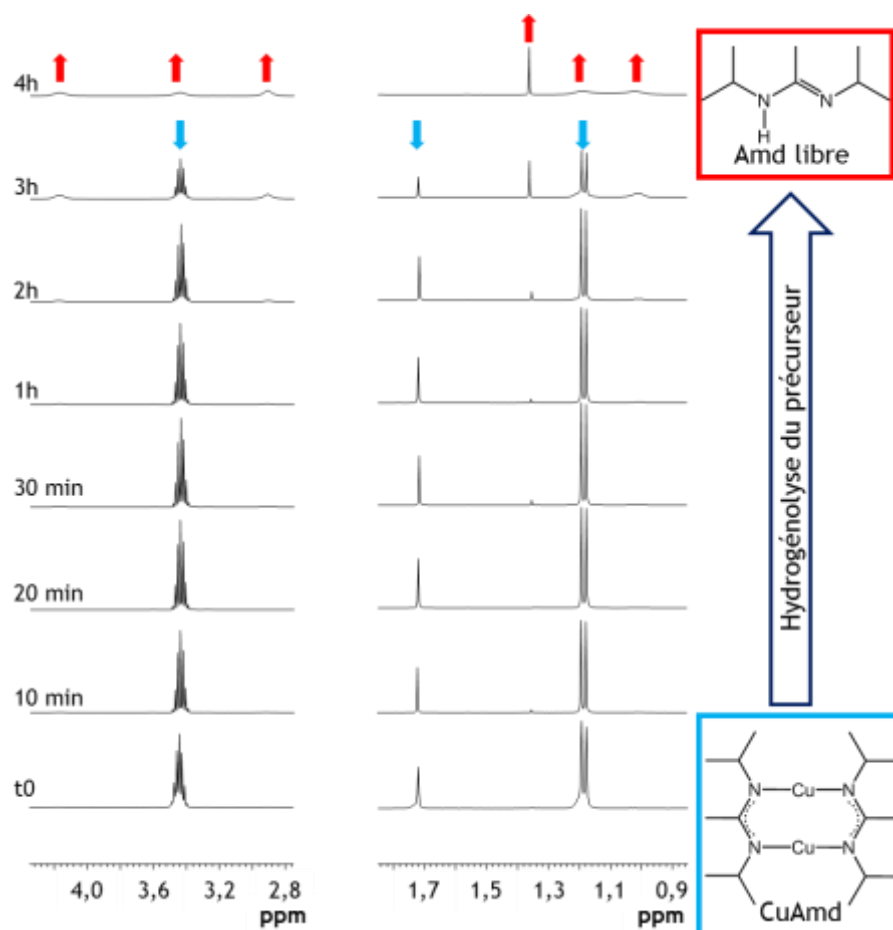 4h
3h
2h
1h
30 min
20 min
10 min
t0
4,0 3,6 3,2 2,8
ppm
1,7 1,5 1,3 1,1 0,9
ppm
N
H
N
Amd libre
Hydrogénolyse du précurseur
N Cu N
N Cu N
CuAmd